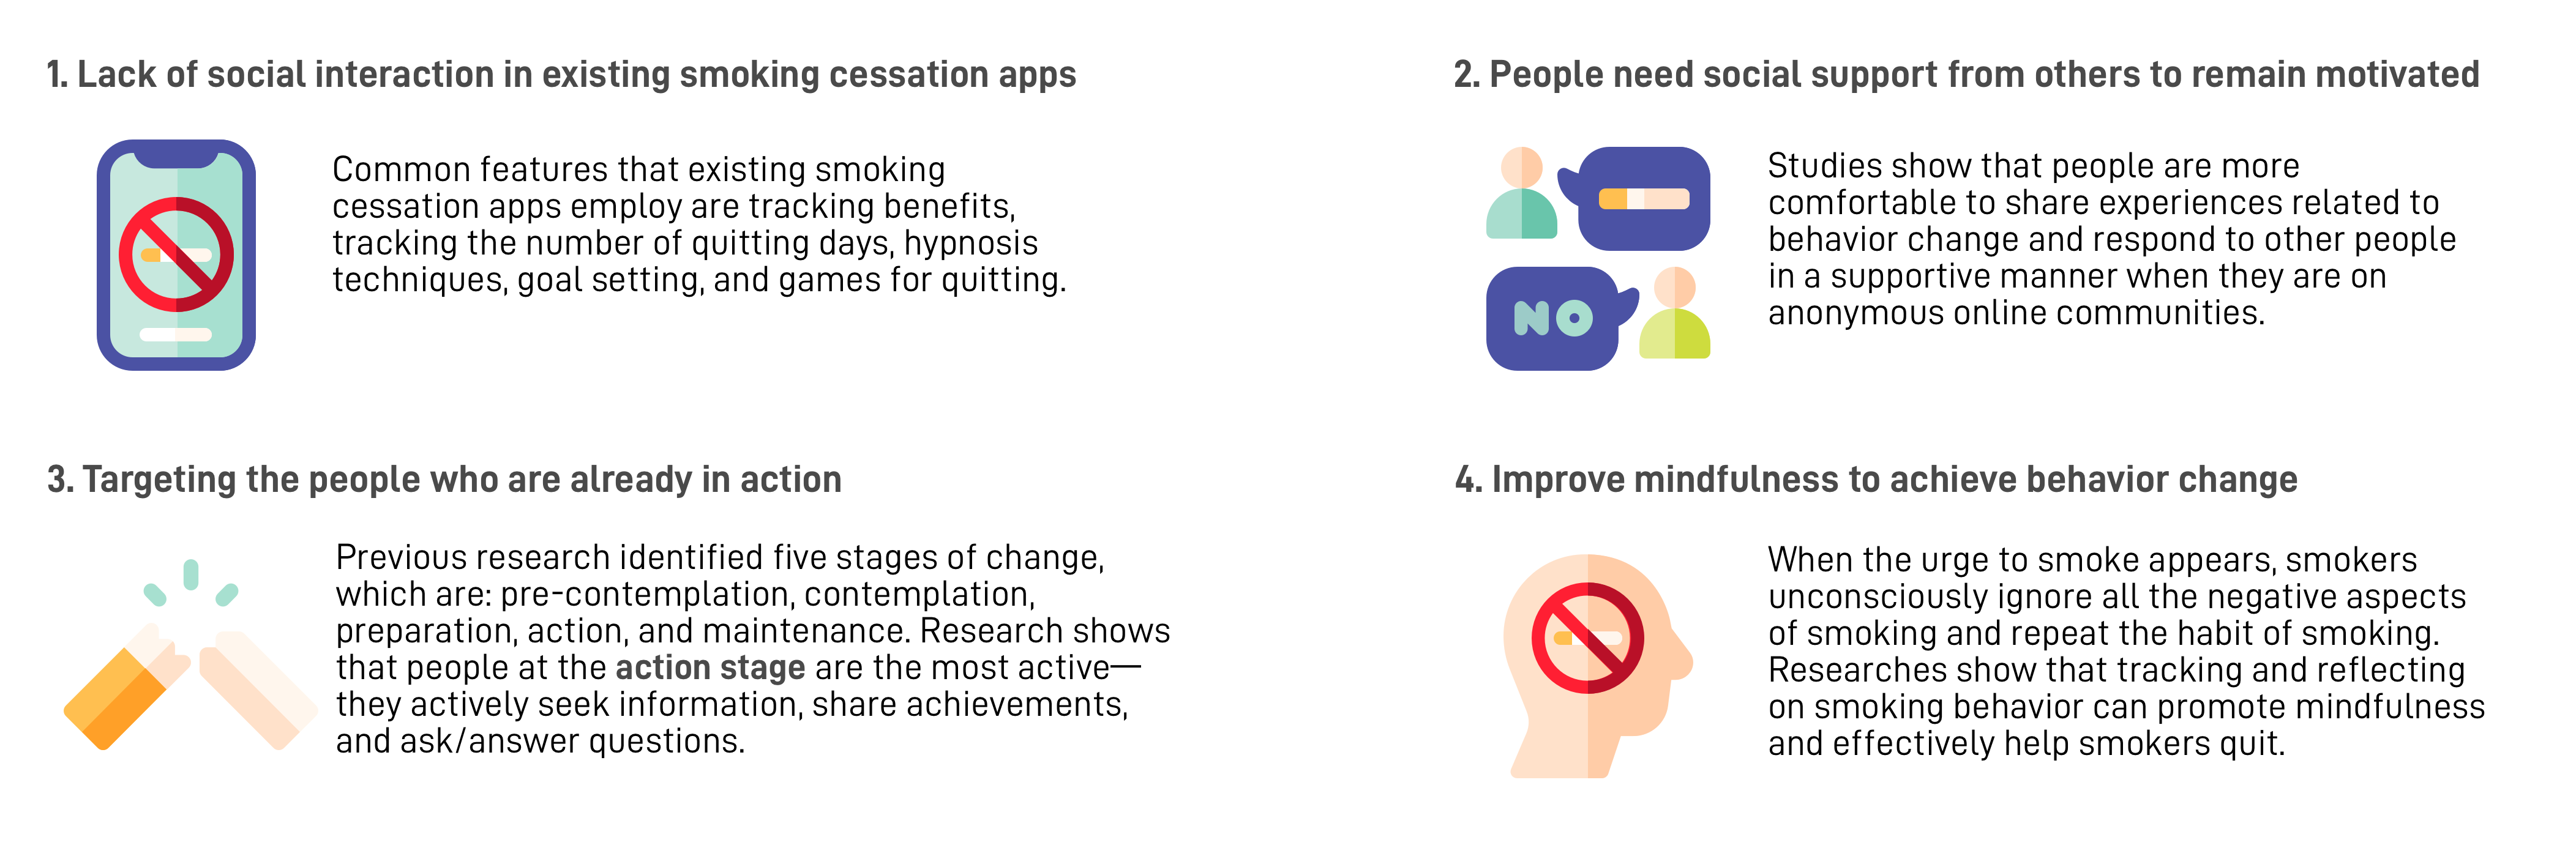 1. Lack of social interaction in existing smoking cessation apps
Common features that existing smoking
cessation apps employ are tracking benefits,
tracking the number of quitting days, hypnosis
techniques, goal setting, and games for quitting.
2. People need social support from others to remain motivated
NO
Studies show that people are more
comfortable to share experiences related to
behavior change and respond to other people
in a supportive manner when they are on
anonymous online communities.
3. Targeting the people who are already in action
Previous research identified five stages of change,
which are: pre-contemplation, contemplation,
preparation, action, and maintenance. Research shows
that people at the action stage are the most active—
they actively seek information, share achievements,
and ask/answer questions.
4. Improve mindfulness to achieve behavior change
When the urge to smoke appears, smokers
unconsciously ignore all the negative aspects
of smoking and repeat the habit of smoking.
Researches show that tracking and reflecting
on smoking behavior can promote mindfulness
and effectively help smokers quit.